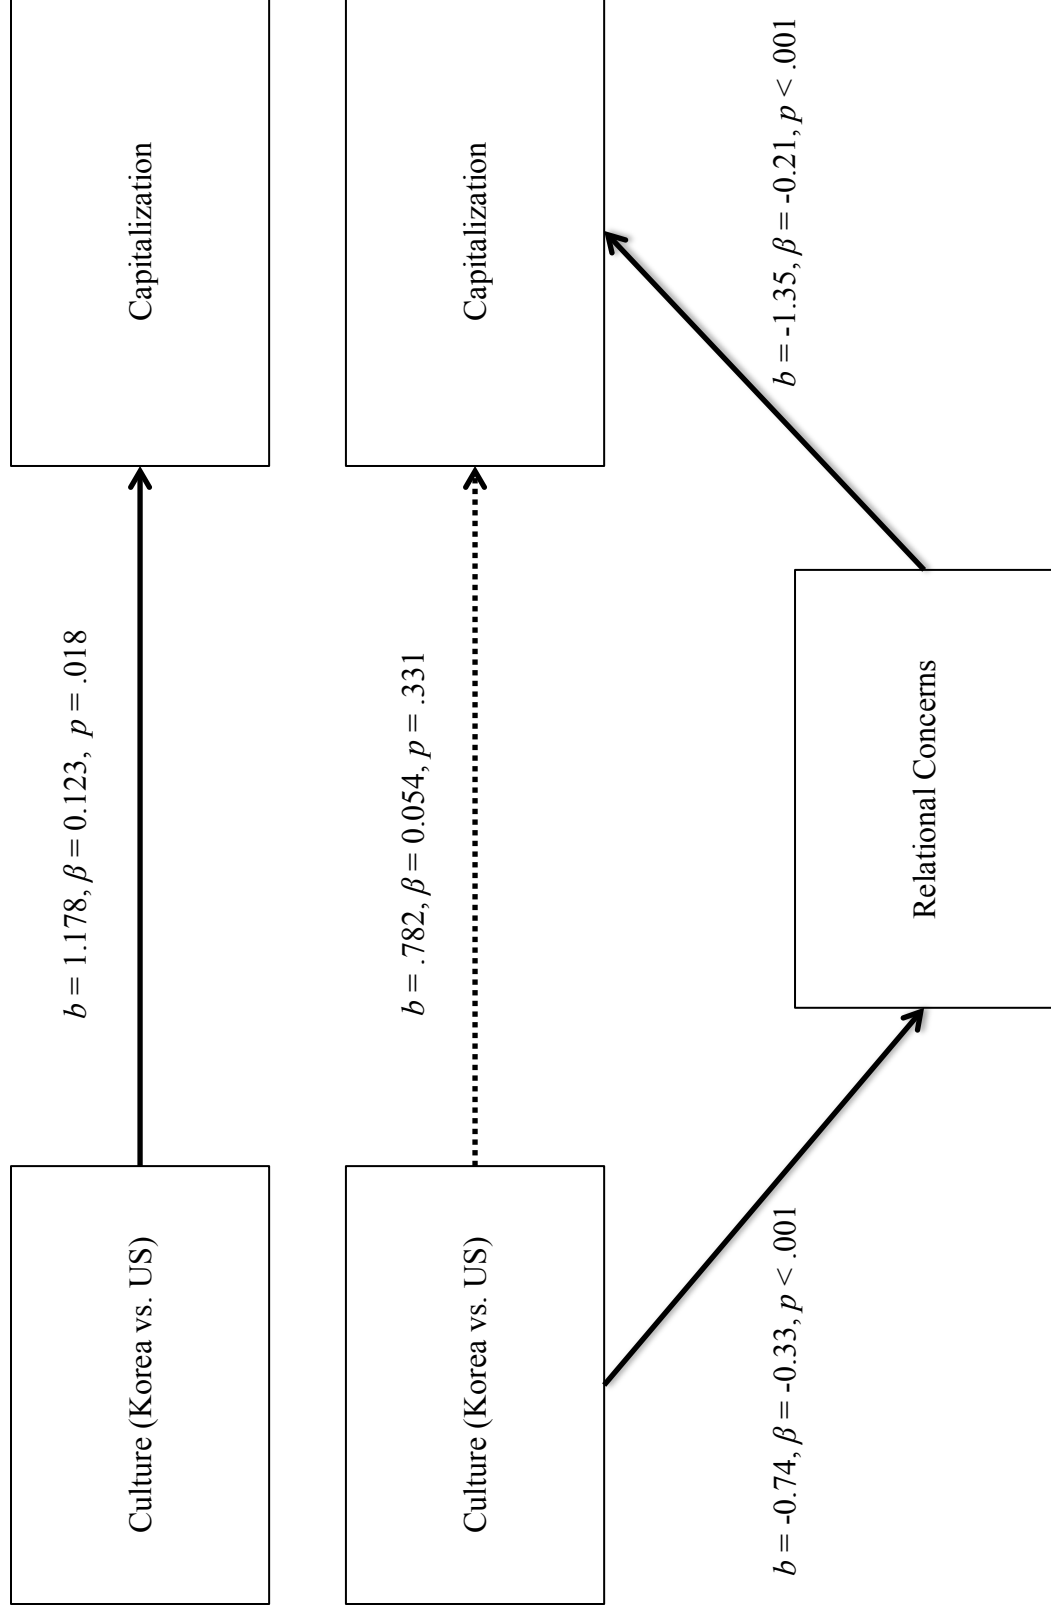 Culture (Korea vs. US)
b = 1.178, β = 0.123, p = .018
Capitalization
Culture (Korea vs. US)
b = .782, β = 0.054, p = .331
Capitalization
b = -0.74, β = -0.33, p < .001
Relational Concerns
b = -1.35, β = -0.21, p < .001